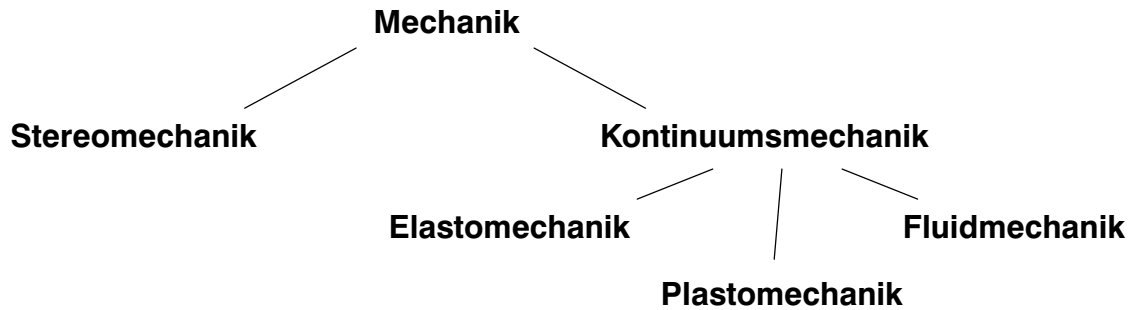 Mechanik
Stereomechanik
Kontinuumsmechanik
Elastomechanik
Fluidmechanik
Plastomechanik